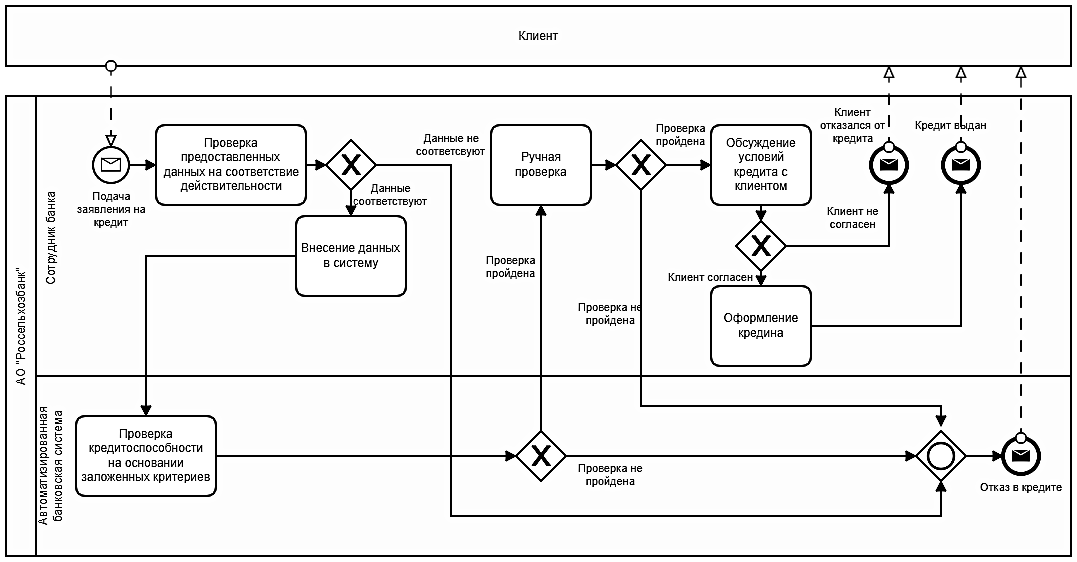 Клиент
АО "Россельхозбанк"
Сотрудник банка
Подача
заявления на
кредит
Проверка
предоставленных
данных на соответствие
действительности
Данные не
соответствуют
Данные
соответствуют
Внесение данных
в систему
Ручная
проверка
Проверка
пройдена
Проверка
пройдена
Проверка не
пройдена
Обсуждение
условий
кредита с
клиентом
Клиент
отказался от
кредита
Кредит выдан
Клиент не
согласен
Клиент согласен
Оформление
кредина
Автоматизированная
банковская система
Проверка
кредитоспособности
на основании
заложенных критериев
Проверка не
пройдена
Отказ в кредите